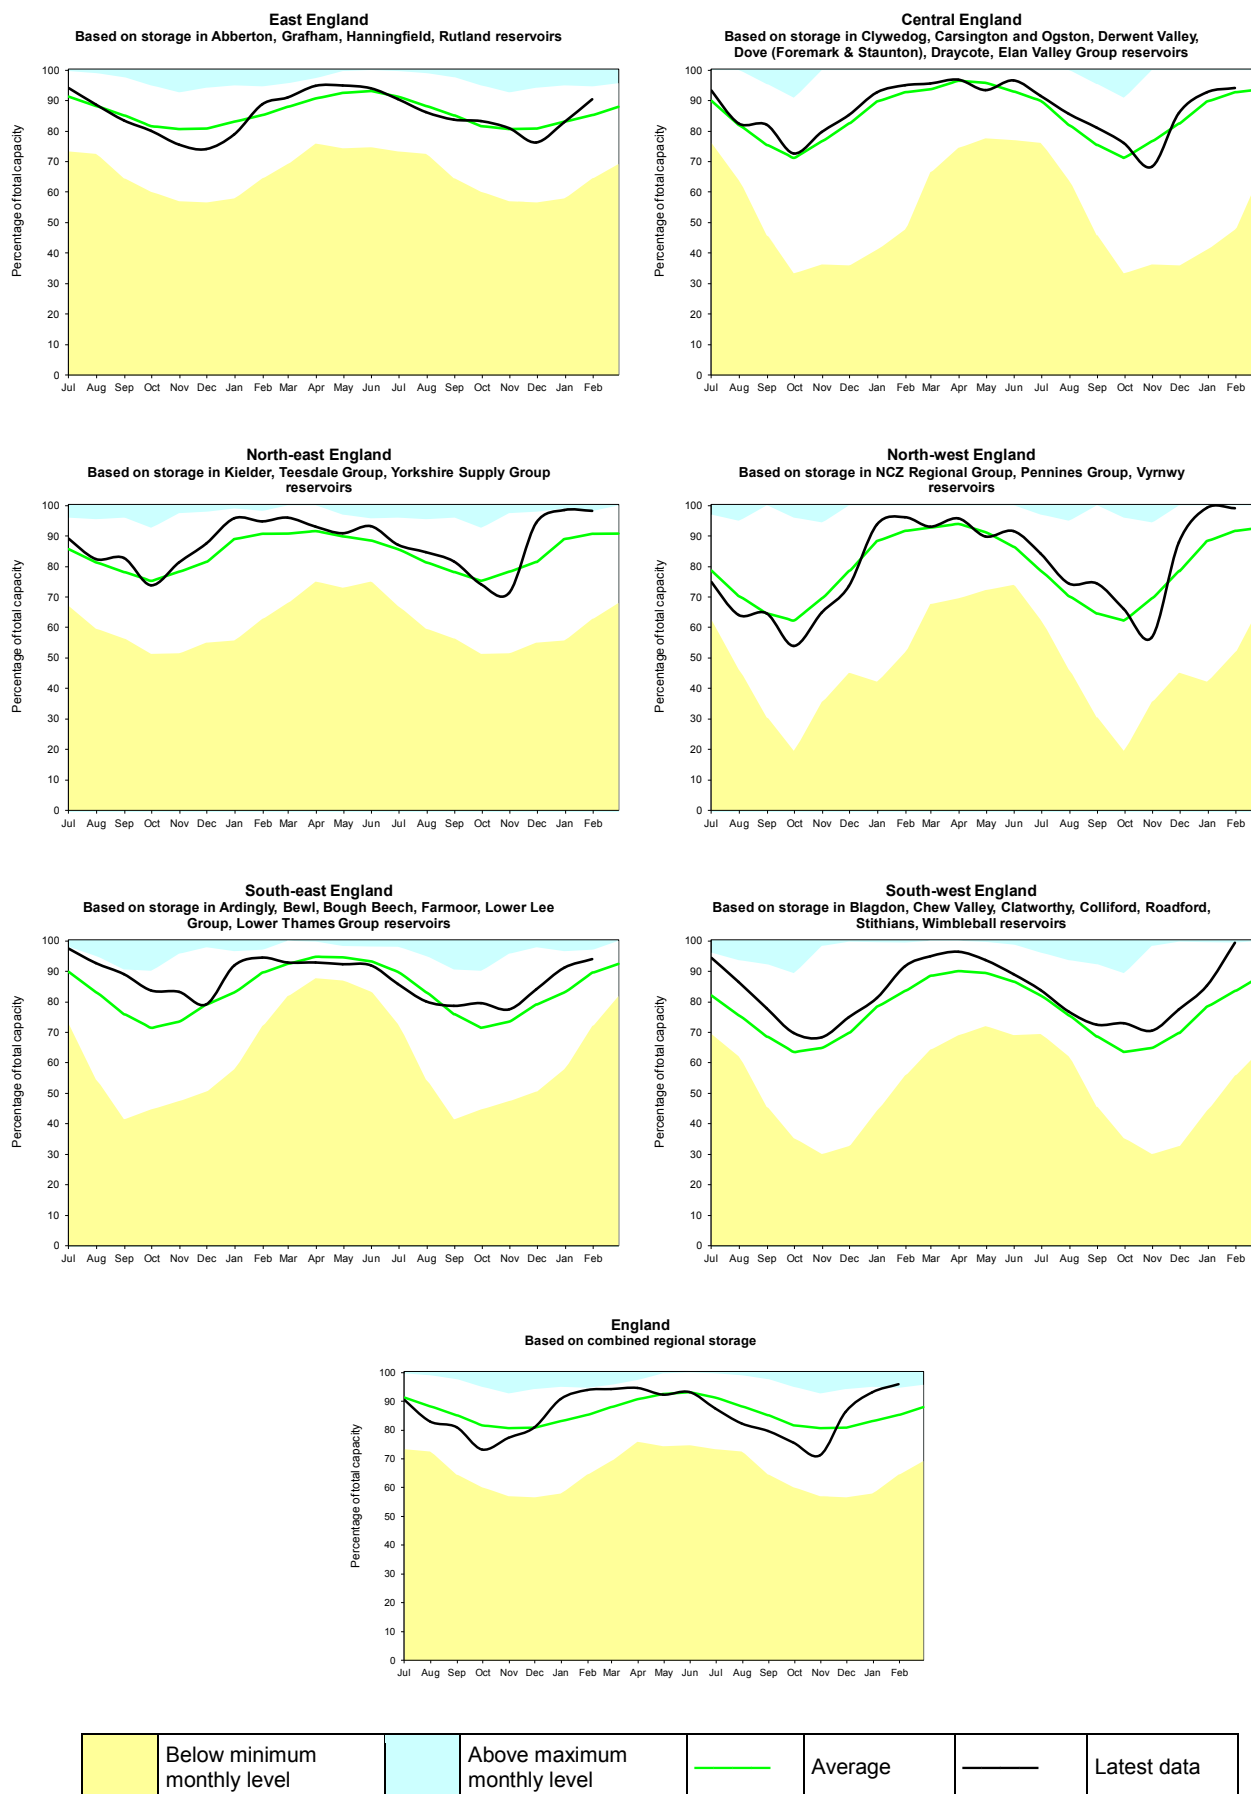 East England
Based on storage in Abberton, Grafham, Hanningfield, Rutland reservoirs
Percentage of total capacity
100
90
80
70
60
50
40
30
20
10
0
Jul Aug Sep Oct Nov Dec Jan Feb Mar Apr May Jun Jul Aug Sep Oct Nov Dec Jan Feb
Central England
Based on storage in Clywedog, Carsington and Ogston, Derwent Valley,
Dove (Foremark & Staunton), Draycote, Elan Valley Group reservoirs
Percentage of total capacity
100
90
80
70
60
50
40
30
20
10
0
Jul Aug Sep Oct Nov Dec Jan Feb Mar Apr May Jun Jul Aug Sep Oct Nov Dec Jan Feb
North-east England
Based on storage in Kielder, Teesdale Group, Yorkshire Supply Group
reservoirs
Percentage of total capacity
100
90
80
70
60
50
40
30
20
10
0
Jul Aug Sep Oct Nov Dec Jan Feb Mar Apr May Jun Jul Aug Sep Oct Nov Dec Jan Feb
North-west England
Based on storage in NCZ Regional Group, Pennines Group, Vyrnwy
reservoirs
Percentage of total capacity
100
90
80
70
60
50
40
30
20
10
0
Jul Aug Sep Oct Nov Dec Jan Feb Mar Apr May Jun Jul Aug Sep Oct Nov Dec Jan Feb
South-east England
Based on storage in Ardingly, Bewl, Bough Beech, Farmoor, Lower Lee
Group, Lower Thames Group reservoirs
Percentage of total capacity
100
90
80
70
60
50
40
30
20
10
0
Jul Aug Sep Oct Nov Dec Jan Feb Mar Apr May Jun Jul Aug Sep Oct Nov Dec Jan Feb
South-west England
Based on storage in Blagdon, Chew Valley, Clatworthy, Colliford, Roadford,
Stithians, Wimbleball reservoirs
Percentage of total capacity
100
90
80
70
60
50
40
30
20
10
0
Jul Aug Sep Oct Nov Dec Jan Feb Mar Apr May Jun Jul Aug Sep Oct Nov Dec Jan Feb
England
Based on combined regional storage
Percentage of total capacity
100
90
80
70
60
50
40
30
20
10
0
Jul Aug Sep Oct Nov Dec Jan Feb Mar Apr May Jun Jul Aug Sep Oct Nov Dec Jan Feb
Below minimum
monthly level
Above maximum
monthly level
Average
Latest data